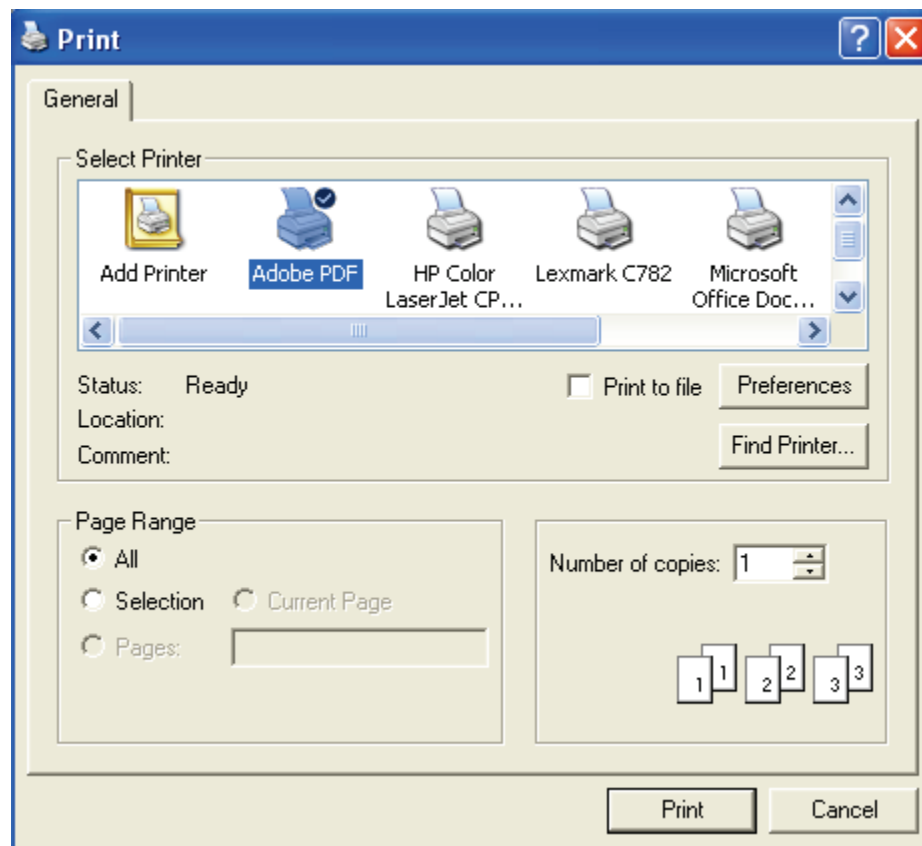 Print
General
Select Printer
Add Printer Adobe PDF HP Color Lexmark C782 Microsoft
LaserJet CP... Office Doc...
Status: Ready Print to file Preferences
Location:
Comment: Find Printer...
Page Range
All
Selection Current Page
Pages:
Number of copies: 1
1 1 2 2 3 3
Print Cancel